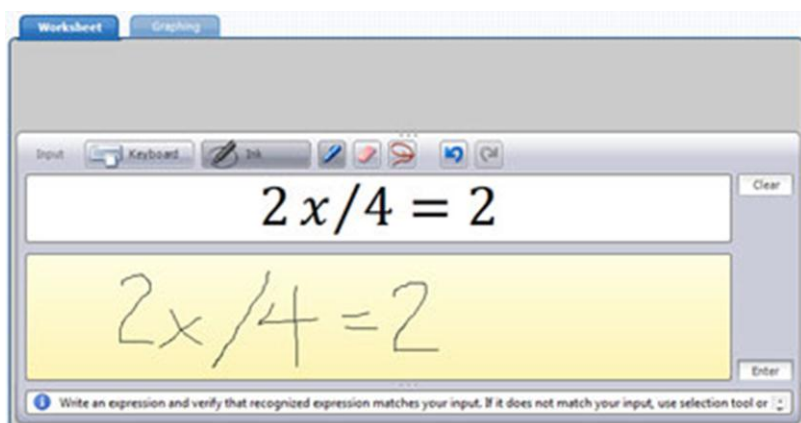 Worksheet Graphing
Input Keyboard Ink
2x/4 = 2
Clear
2x/4=2
Enter
Write an expression and verify that recognized expression matches your input. If it does not match your input, use selection tool or